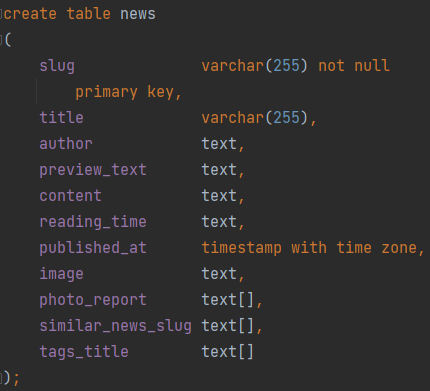 create table news
(
    slug              varchar(255) not null
        primary key,
    title             varchar(255),
    author            text,
    preview_text      text,
    content           text,
    reading_time      text,
    published_at      timestamp with time zone,
    image             text,
    photo_report      text[],
    similar_news_slug text[],
    tags_title        text[]
);